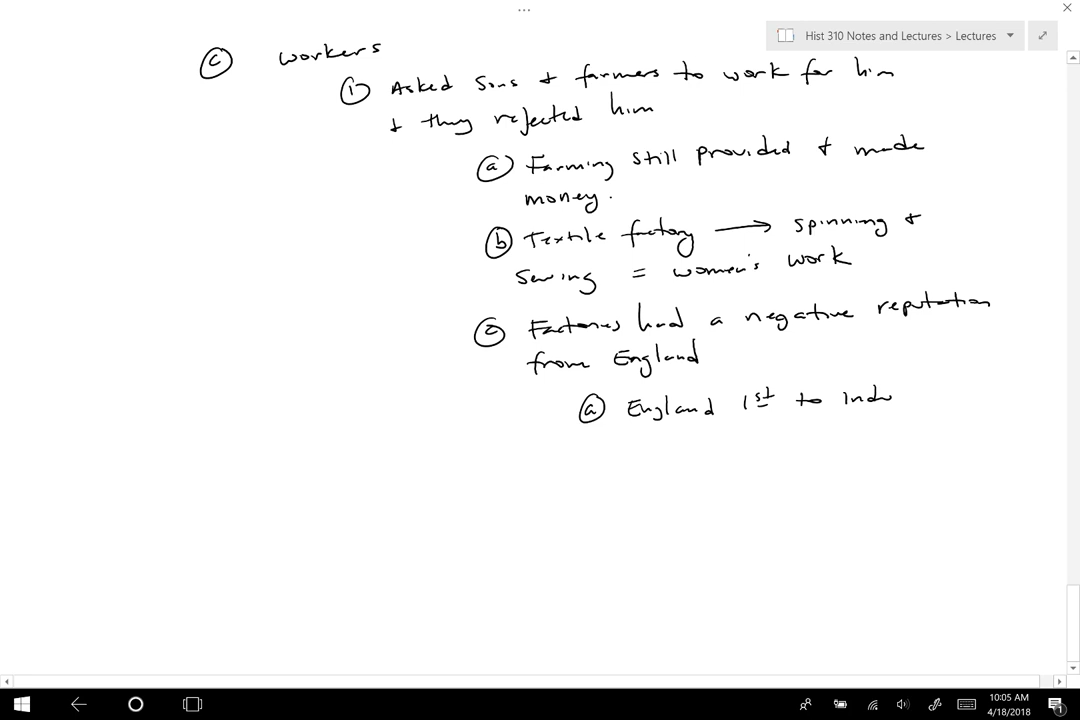 ...
Hist 310 Notes and Lectures > Lectures
c workers
i Asked sons + farmers to work for him
+ they rejected him
a Farming still provided + made
money.
b Textile factory → spinning +
sewing = women's work
c Factories had a negative reputation
from England
a England 1st to Indu
10:05 AM
4/18/2018
1